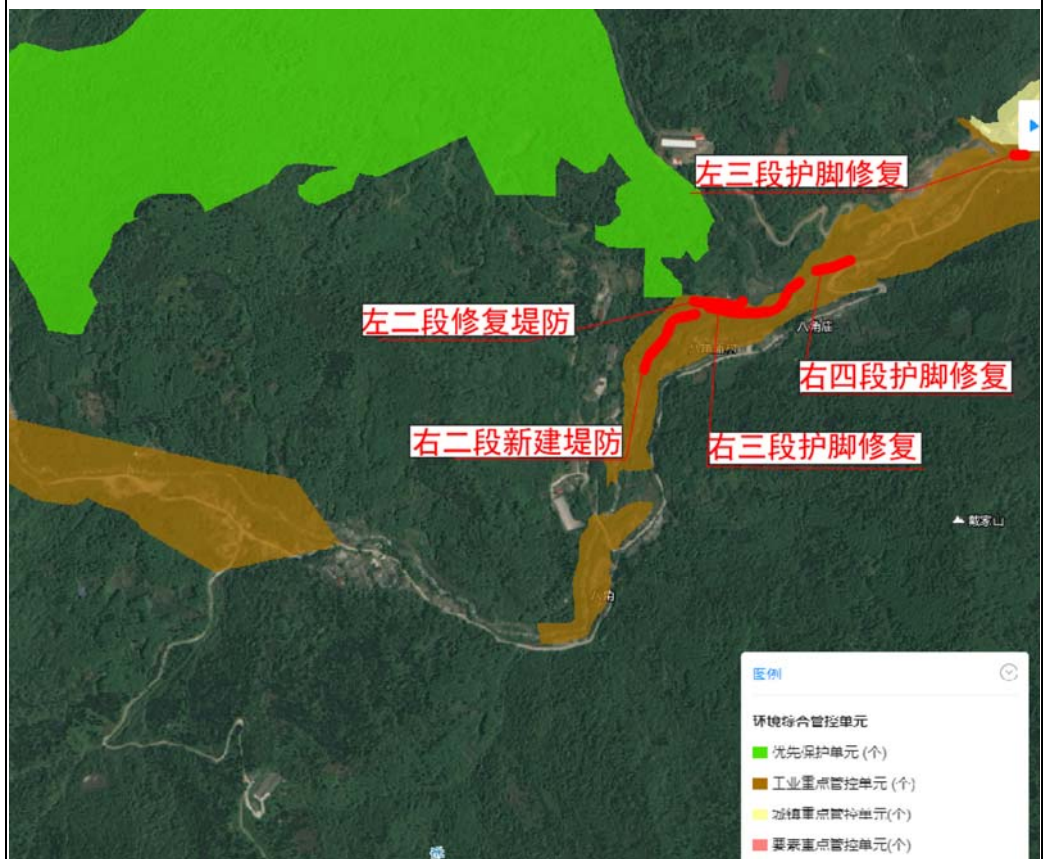 左三段护脚修复
左二段修复堤防
八角庙
右四段护脚修复
右二段新建堤防
右三段护脚修复
戴家山
八角
图例
环境综合管控单元
优先保护单元 (个)
工业重点管控单元 (个)
城镇重点管控单元(个)
要素重点管控单元(个)